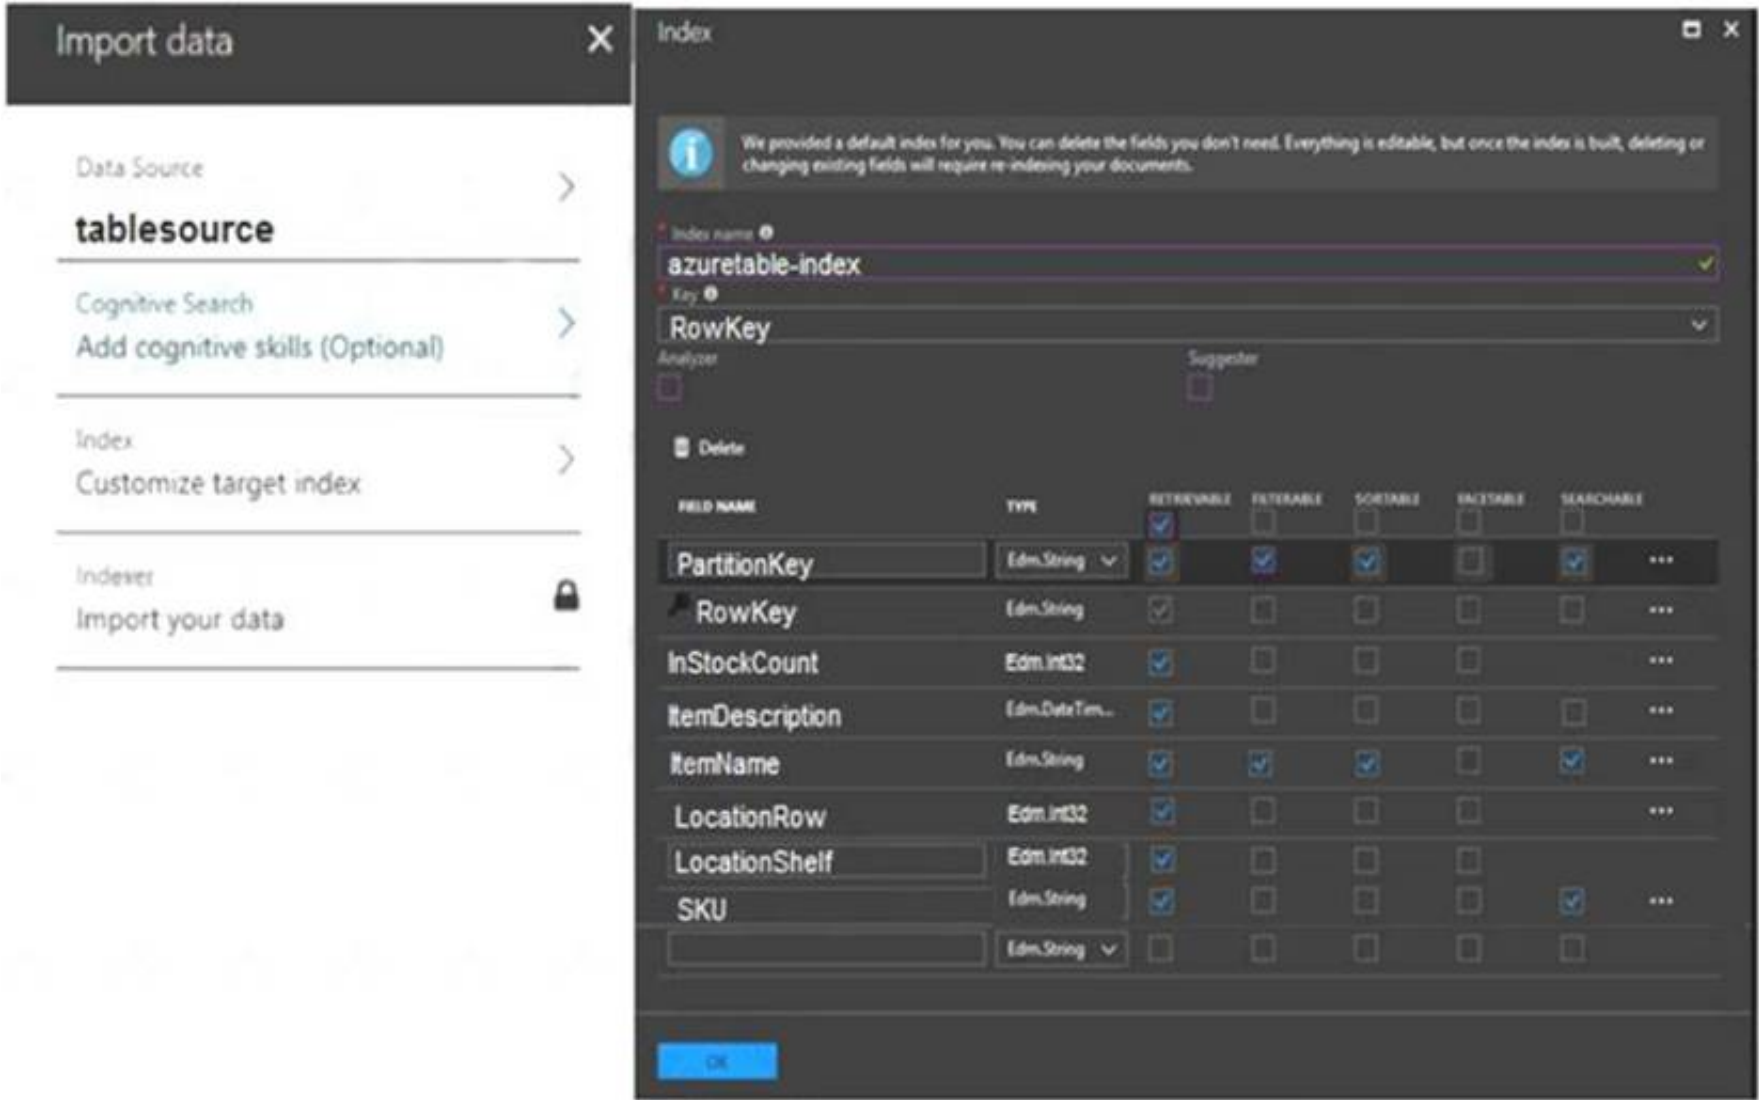 Import data
Data Source
tablesource
Cognitive Search
Add cognitive skills (Optional)
Index
Customize target index
Indexer
Import your data
Index
We provided a default index for you. You can delete the fields you don't need. Everything is editable, but once the index is built, deleting or
changing existing fields will require re-indexing your documents.
* Index name
azuretable-index
* Key
RowKey
Analyzer Suggester
Delete
FIELD NAME TYPE RETRIEVABLE FILTERABLE SORTABLE FACETABLE SEARCHABLE
PartitionKey Edm.String ...
RowKey Edm.String ...
InStockCount Edm.Int32 ...
ItemDescription Edm.DateTim... ...
ItemName Edm.String ...
LocationRow Edm.Int32 ...
LocationShelf Edm.Int32
SKU Edm.String ...
Edm.String
OK